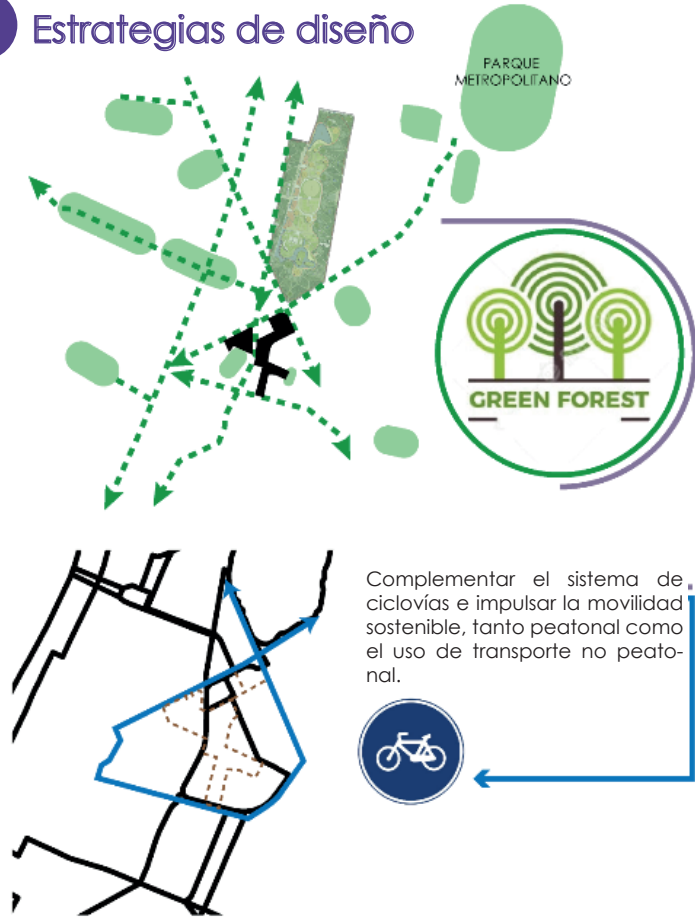 Estrategias de diseño
PARQUE
METROPOLITANO
GREEN FOREST
Complementar el sistema de
ciclovías e impulsar la movilidad
sostenible, tanto peatonal como
el uso de transporte no peato-
nal.